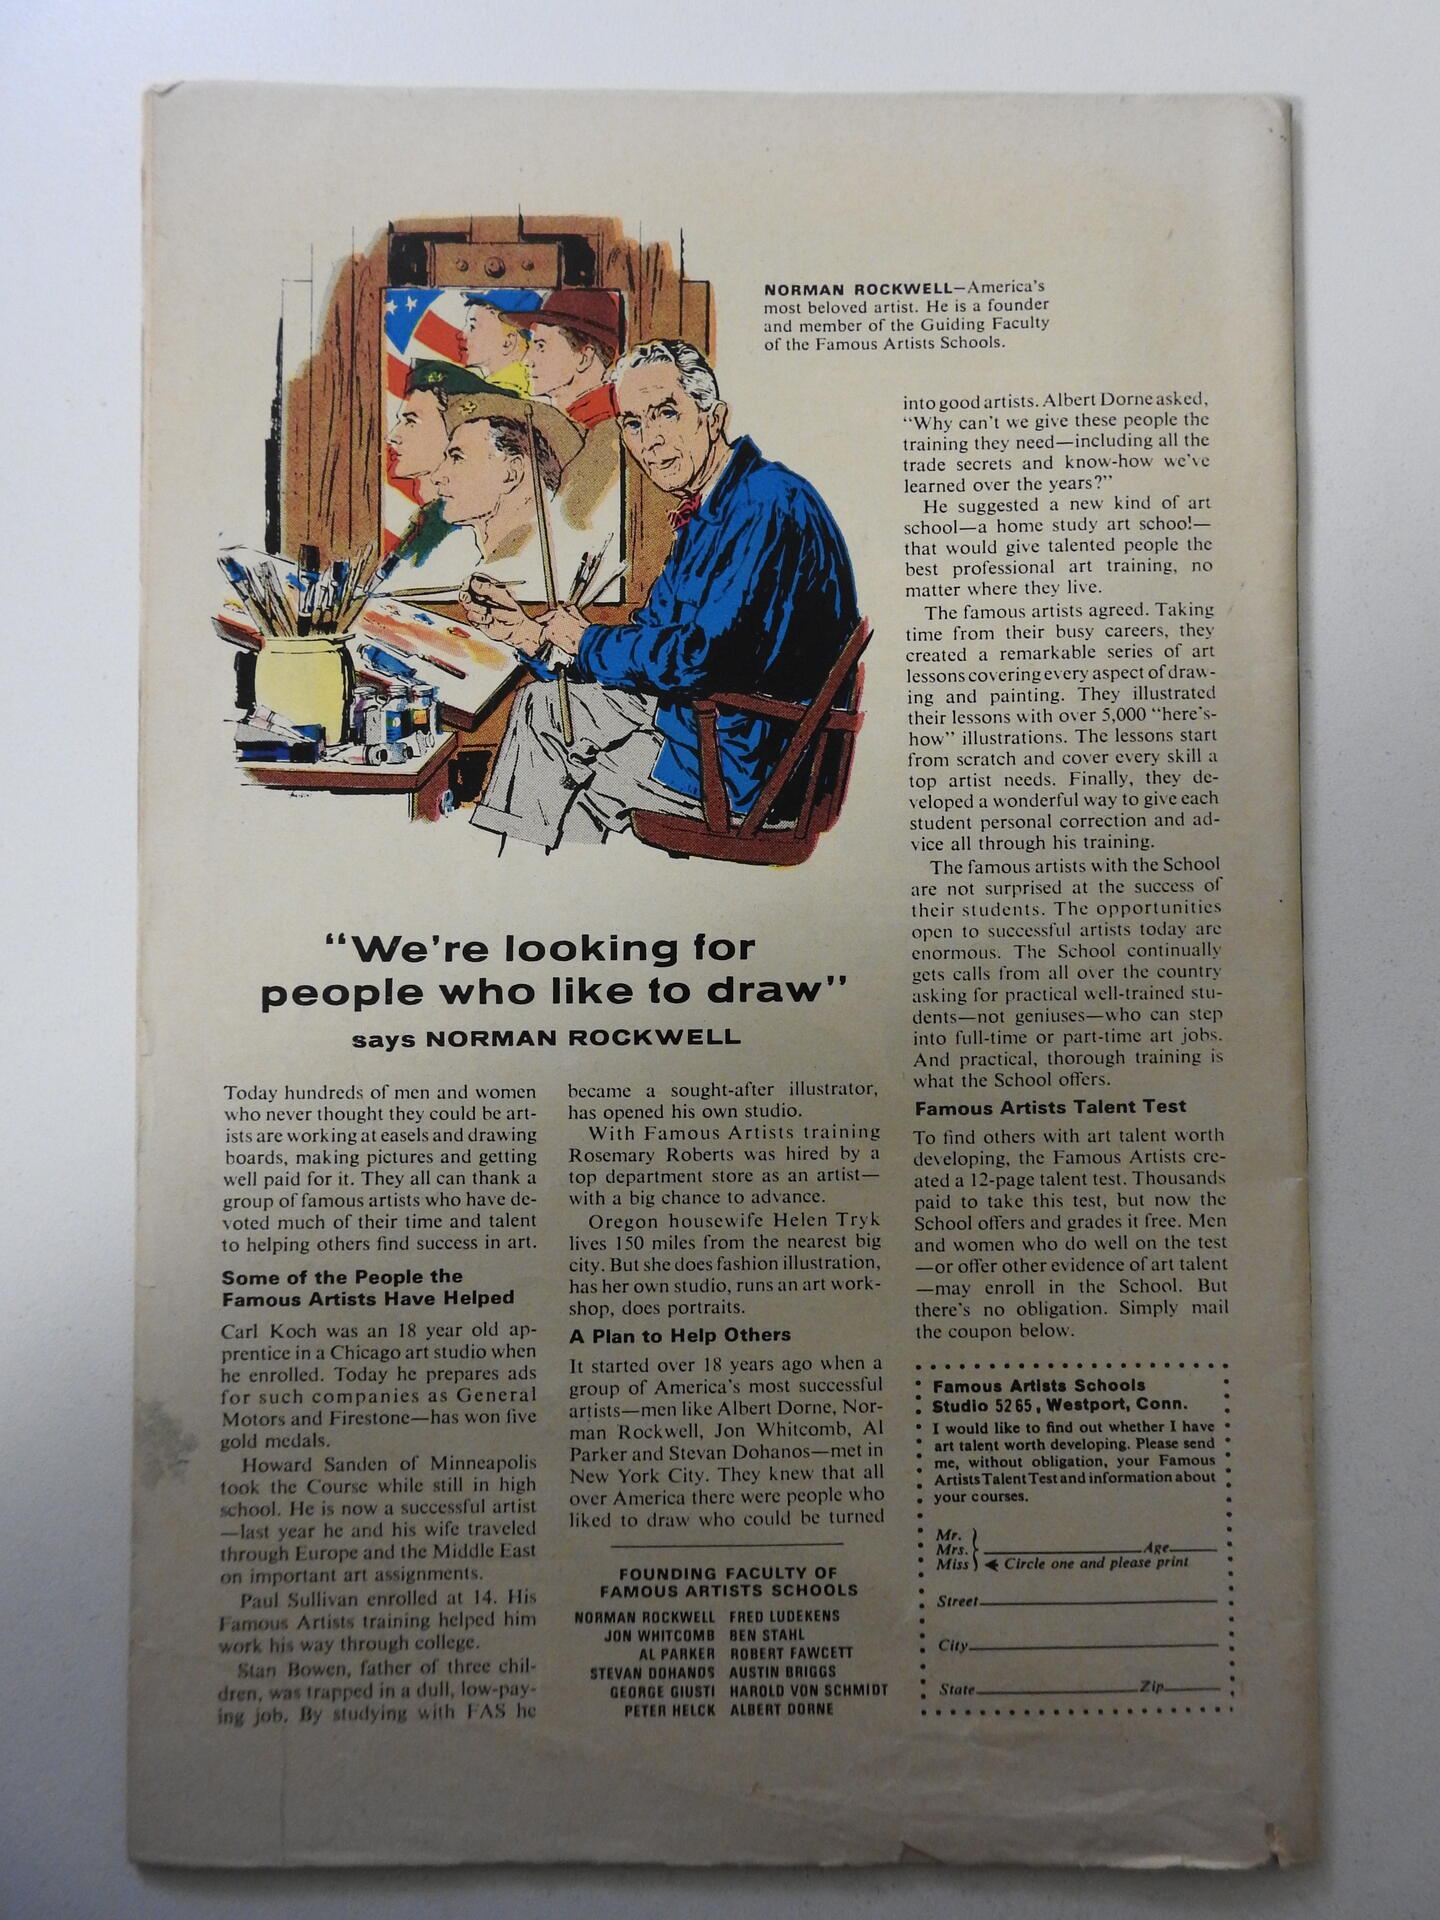 NORMAN ROCKWELL—America's
most beloved artist. He is a founder
and member of the Guiding Faculty
of the Famous Artists Schools.
"We're looking for
people who like to draw"
says NORMAN ROCKWELL
Today hundreds of men and women
who never thought they could be art-
ists are working at easels and drawing
boards, making pictures and getting
well paid for it. They all can thank a
group of famous artists who have de-
voted much of their time and talent
to helping others find success in art.
Some of the People the
Famous Artists Have Helped
Carl Koch was an 18 year old ap-
prentice in a Chicago art studio when
he enrolled. Today he prepares ads
for such companies as General
Motors and Firestone—has won five
gold medals.
Howard Sanden of Minneapolis
took the Course while still in high
school. He is now a successful artist
—last year he and his wife traveled
through Europe and the Middle East
on important art assignments.
Paul Sullivan enrolled at 14. His
Famous Artists training helped him
work his way through college.
Stan Bowen, father of three chil-
dren, was trapped in a dull, low-pay-
ing job. By studying with FAS he
became a sought-after illustrator,
has opened his own studio.
With Famous Artists training
Rosemary Roberts was hired by a
top department store as an artist—
with a big chance to advance.
Oregon housewife Helen Tryk
lives 150 miles from the nearest big
city. But she does fashion illustration,
has her own studio, runs an art work-
shop, does portraits.
A Plan to Help Others
It started over 18 years ago when a
group of America's most successful
artists—men like Albert Dorne, Nor-
man Rockwell, Jon Whitcomb, Al
Parker and Stevan Dohanos—met in
New York City. They knew that all
over America there were people who
liked to draw who could be turned
FOUNDING FACULTY OF
FAMOUS ARTISTS SCHOOLS
NORMAN ROCKWELL FRED LUDEKENS
JON WHITCOMB BEN STAHL
AL PARKER ROBERT FAWCETT
STEVAN DOHANOS AUSTIN BRIGGS
GEORGE GIUSTI HAROLD VON SCHMIDT
PETER HELCK ALBERT DORNE
into good artists. Albert Dorne asked,
"Why can't we give these people the
training they need—including all the
trade secrets and know-how we've
learned over the years?"
He suggested a new kind of art
school—a home study art school—
that would give talented people the
best professional art training, no
matter where they live.
The famous artists agreed. Taking
time from their busy careers, they
created a remarkable series of art
lessons covering every aspect of draw-
ing and painting. They illustrated
their lessons with over 5,000 "here's-
how" illustrations. The lessons start
from scratch and cover every skill a
top artist needs. Finally, they de-
veloped a wonderful way to give each
student personal correction and ad-
vice all through his training.
The famous artists with the School
are not surprised at the success of
their students. The opportunities
open to successful artists today are
enormous. The School continually
gets calls from all over the country
asking for practical well-trained stu-
dents—not geniuses—who can step
into full-time or part-time art jobs.
And practical, thorough training is
what the School offers.
Famous Artists Talent Test
To find others with art talent worth
developing, the Famous Artists cre-
ated a 12-page talent test. Thousands
paid to take this test, but now the
School offers and grades it free. Men
and women who do well on the test
—or offer other evidence of art talent
—may enroll in the School. But
there's no obligation. Simply mail
the coupon below.
Famous Artists Schools
Studio 5265, Westport, Conn.
I would like to find out whether I have
art talent worth developing. Please send
me, without obligation, your Famous
Artists Talent Test and information about
your courses.
Mr.
Mrs. Age
Miss Circle one and please print
Street
City
State Zip